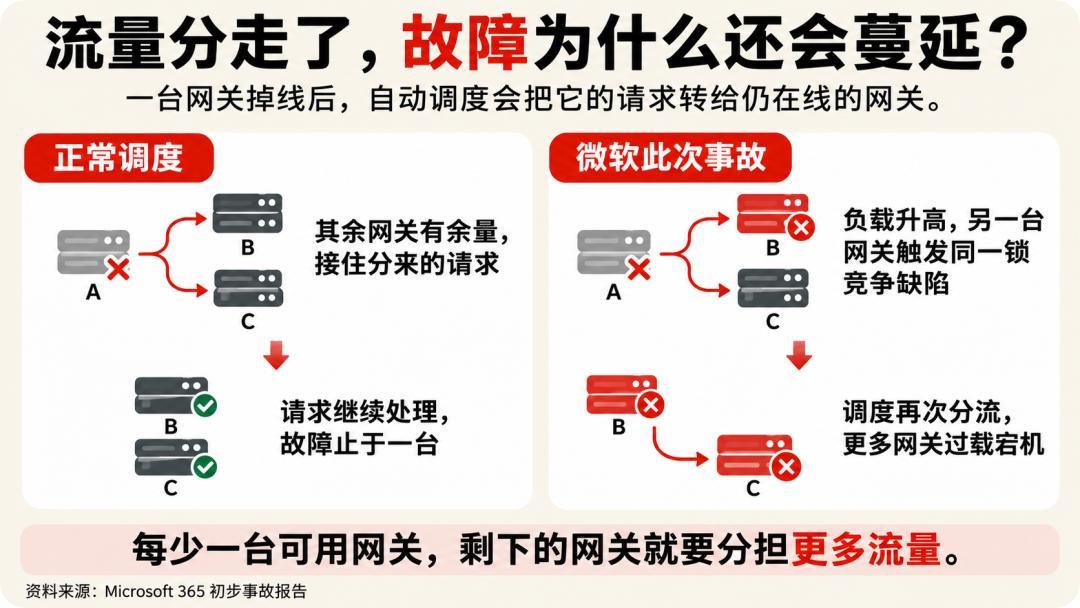 流量分走了，故障为什么还会蔓延？
一台网关掉线后，自动调度会把它的请求转给仍在线的网关。
正常调度
A
B
C
其余网关有余量，
接住分来的请求
B
C
请求继续处理，
故障止于一台
微软此次事故
A
B
C
负载升高，另一台
网关触发同一锁
竞争缺陷
B
C
调度再次分流，
更多网关过载宕机
每少一台可用网关，剩下的网关就要分担更多流量。
资料来源：Microsoft 365 初步事故报告